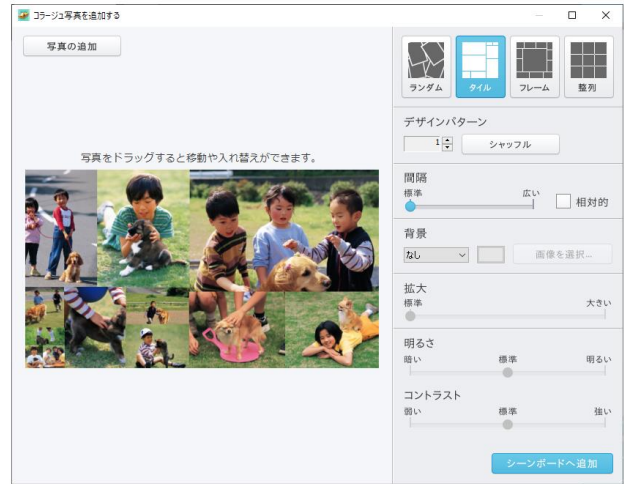 コラージュ写真を追加する
写真の追加
写真をドラッグすると移動や入れ替えができます。
ランダム
タイル
フレーム
整列
デザインパターン
1
シャッフル
間隔
標準 広い
相対的
背景
なし
画像を選択...
拡大
標準 大きい
明るさ
暗い 標準 明るい
コントラスト
弱い 標準 強い
シーンボードへ追加